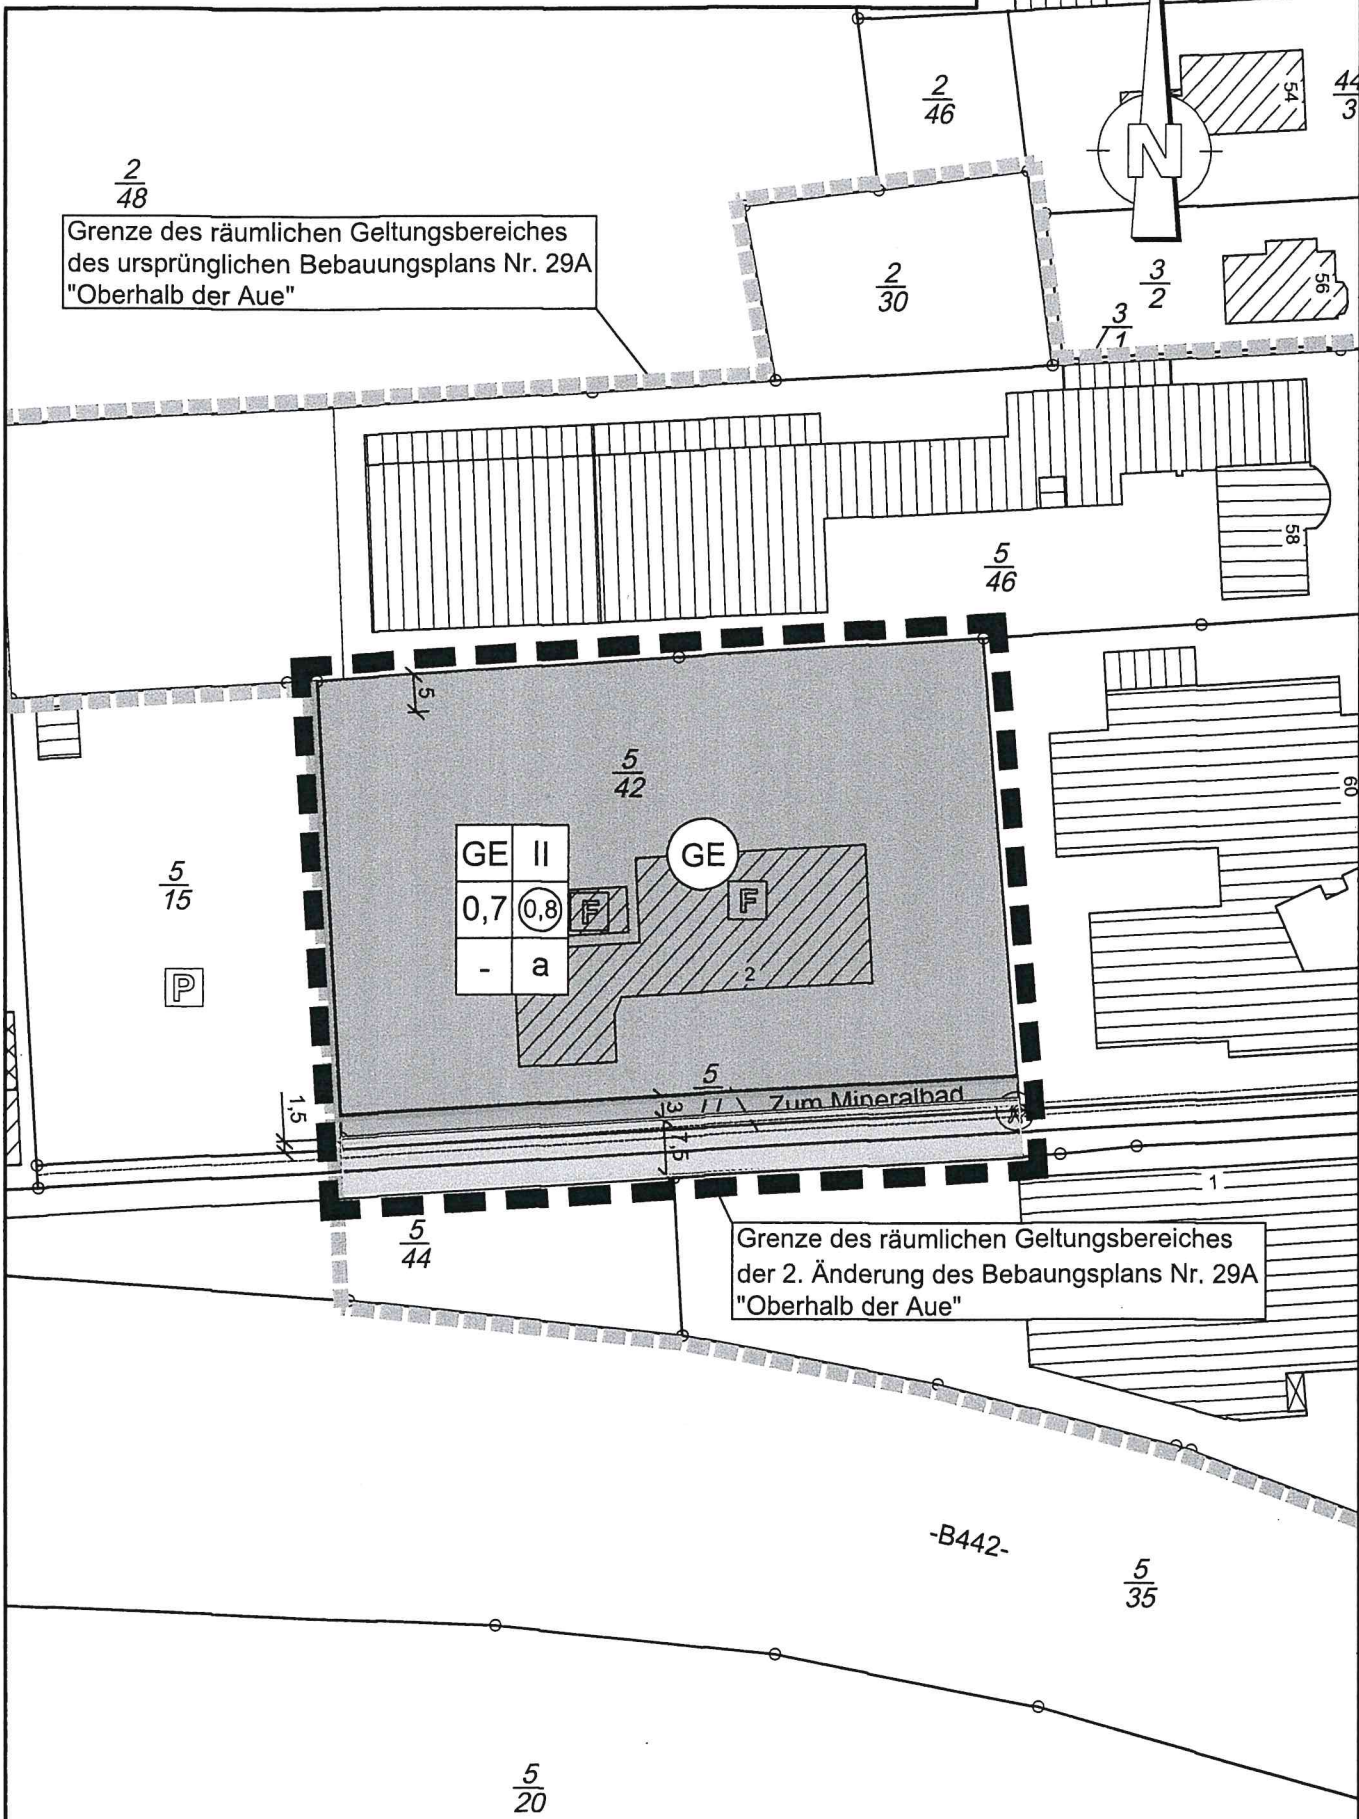 2
46
54
44
3
N
2
48
Grenze des räumlichen Geltungsbereiches
des ursprünglichen Bebauungsplans Nr. 29A
"Oberhalb der Aue"
2
30
3
2
56
3
1
58
5
46
5
5
42
60
GE II
0,7 0,8 F
- a
GE
F
2
5
15
P
1,5
5
11
3
7,5
Zum Mineralbad
1
5
44
Grenze des räumlichen Geltungsbereiches
der 2. Änderung des Bebaungsplans Nr. 29A
"Oberhalb der Aue"
-B442-
5
35
5
20